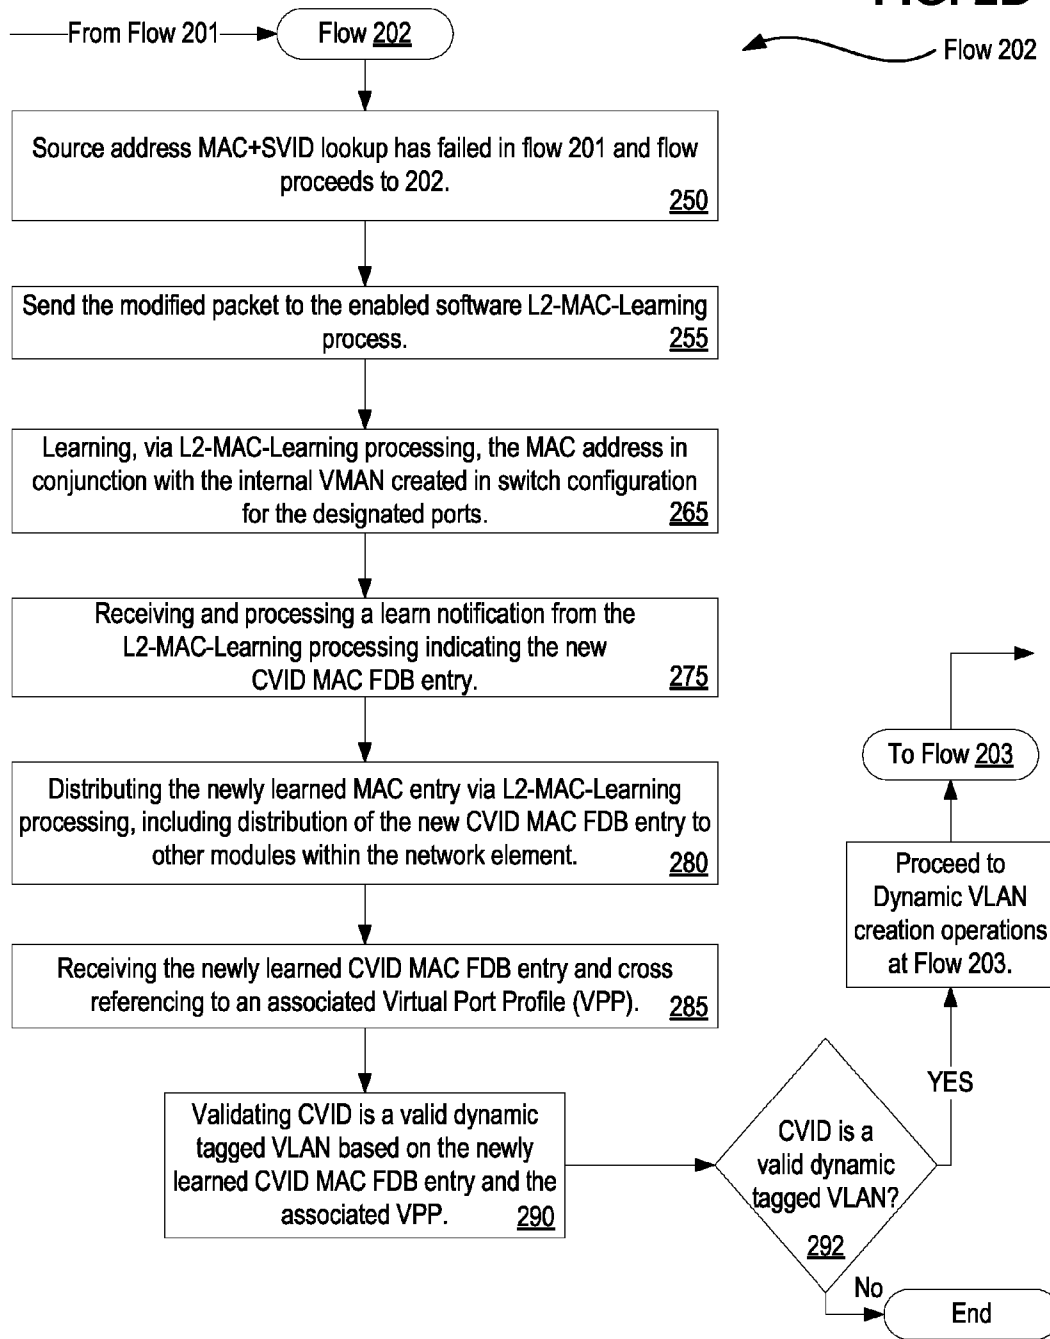 From Flow 201
Flow 202
Flow 202
Source address MAC+SVID lookup has failed in flow 201 and flow
proceeds to 202.
250
Send the modified packet to the enabled software L2-MAC-Learning
process.
255
Learning, via L2-MAC-Learning processing, the MAC address in
conjunction with the internal VMAN created in switch configuration
for the designated ports.
265
Receiving and processing a learn notification from the
L2-MAC-Learning processing indicating the new
CVID MAC FDB entry.
275
Distributing the newly learned MAC entry via L2-MAC-Learning
processing, including distribution of the new CVID MAC FDB entry to
other modules within the network element.
280
Receiving the newly learned CVID MAC FDB entry and cross
referencing to an associated Virtual Port Profile (VPP).
285
Validating CVID is a valid dynamic
tagged VLAN based on the newly
learned CVID MAC FDB entry and the
associated VPP.
290
CVID is a
valid dynamic
tagged VLAN?
292
YES
Proceed to
Dynamic VLAN
creation operations
at Flow 203.
To Flow 203
No
End